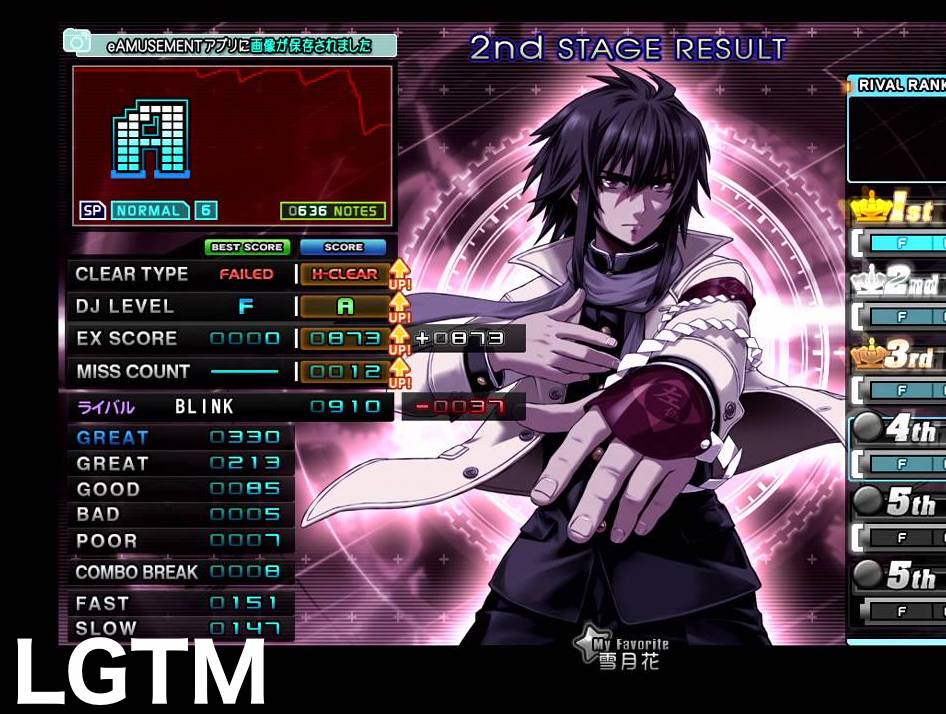 eAMUSEMENTアプリに画像が保存されました
2nd STAGE RESULT
RIVAL RANK
A
SP NORMAL 6 0636 NOTES
BEST SCORE SCORE
CLEAR TYPE FAILED H-CLEAR UP!
DJ LEVEL F A UP!
EX SCORE 0000 0873 UP! +0873
MISS COUNT 0012 UP!
ライバル BLINK 0910 -0037
GREAT 0330
GREAT 0213
GOOD 0085
BAD 0005
POOR 0007
COMBO BREAK 0008
FAST 0151
SLOW 0147
1st
F
2nd
F
3rd
F
4th
F
5th
F
5th
F
My Favorite
雪月花
LGTM